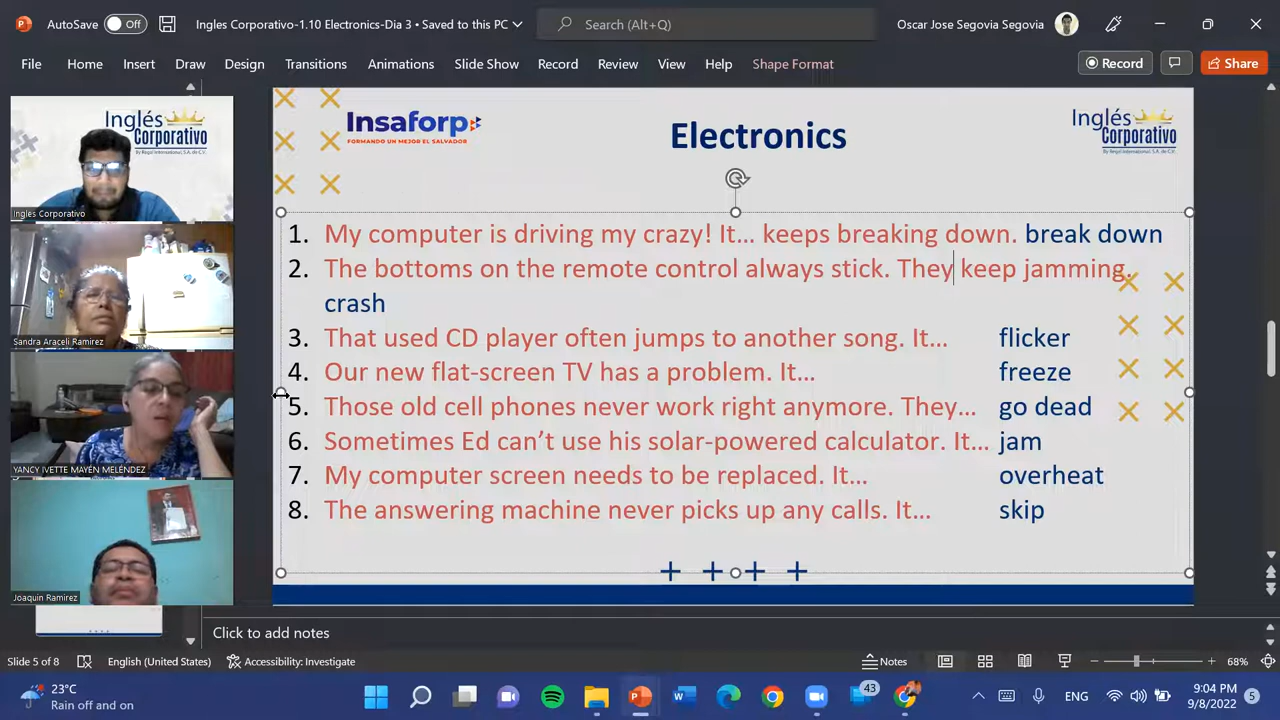 AutoSave Off Ingles Corporativo-1.10 Electronics-Dia 3 • Saved to this PC Search (Alt+Q) Oscar Jose Segovia Segovia
File Home Insert Draw Design Transitions Animations Slide Show Record Review View Help Shape Format Record Share
Inglés
Corporativo
Ingles Corporativo
Sandra Araceli Ramirez
YANCY IVETTE MAYÉN MELÉNDEZ
Joaquin Ramirez
Insaforp
FORMANDO UN MEJOR EL SALVADOR
Electronics
Inglés
Corporativo
By Regal International, S.A. de C.V.
1. My computer is driving my crazy! It... keeps breaking down. break down
2. The bottoms on the remote control always stick. They keep jamming.
crash
3. That used CD player often jumps to another song. It... flicker
4. Our new flat-screen TV has a problem. It... freeze
5. Those old cell phones never work right anymore. They... go dead
6. Sometimes Ed can't use his solar-powered calculator. It... jam
7. My computer screen needs to be replaced. It... overheat
8. The answering machine never picks up any calls. It... skip
Click to add notes
Slide 5 of 8 English (United States) Accessibility: Investigate Notes 68%
23°C
Rain off and on
43
ENG
9:04 PM
9/8/2022
5